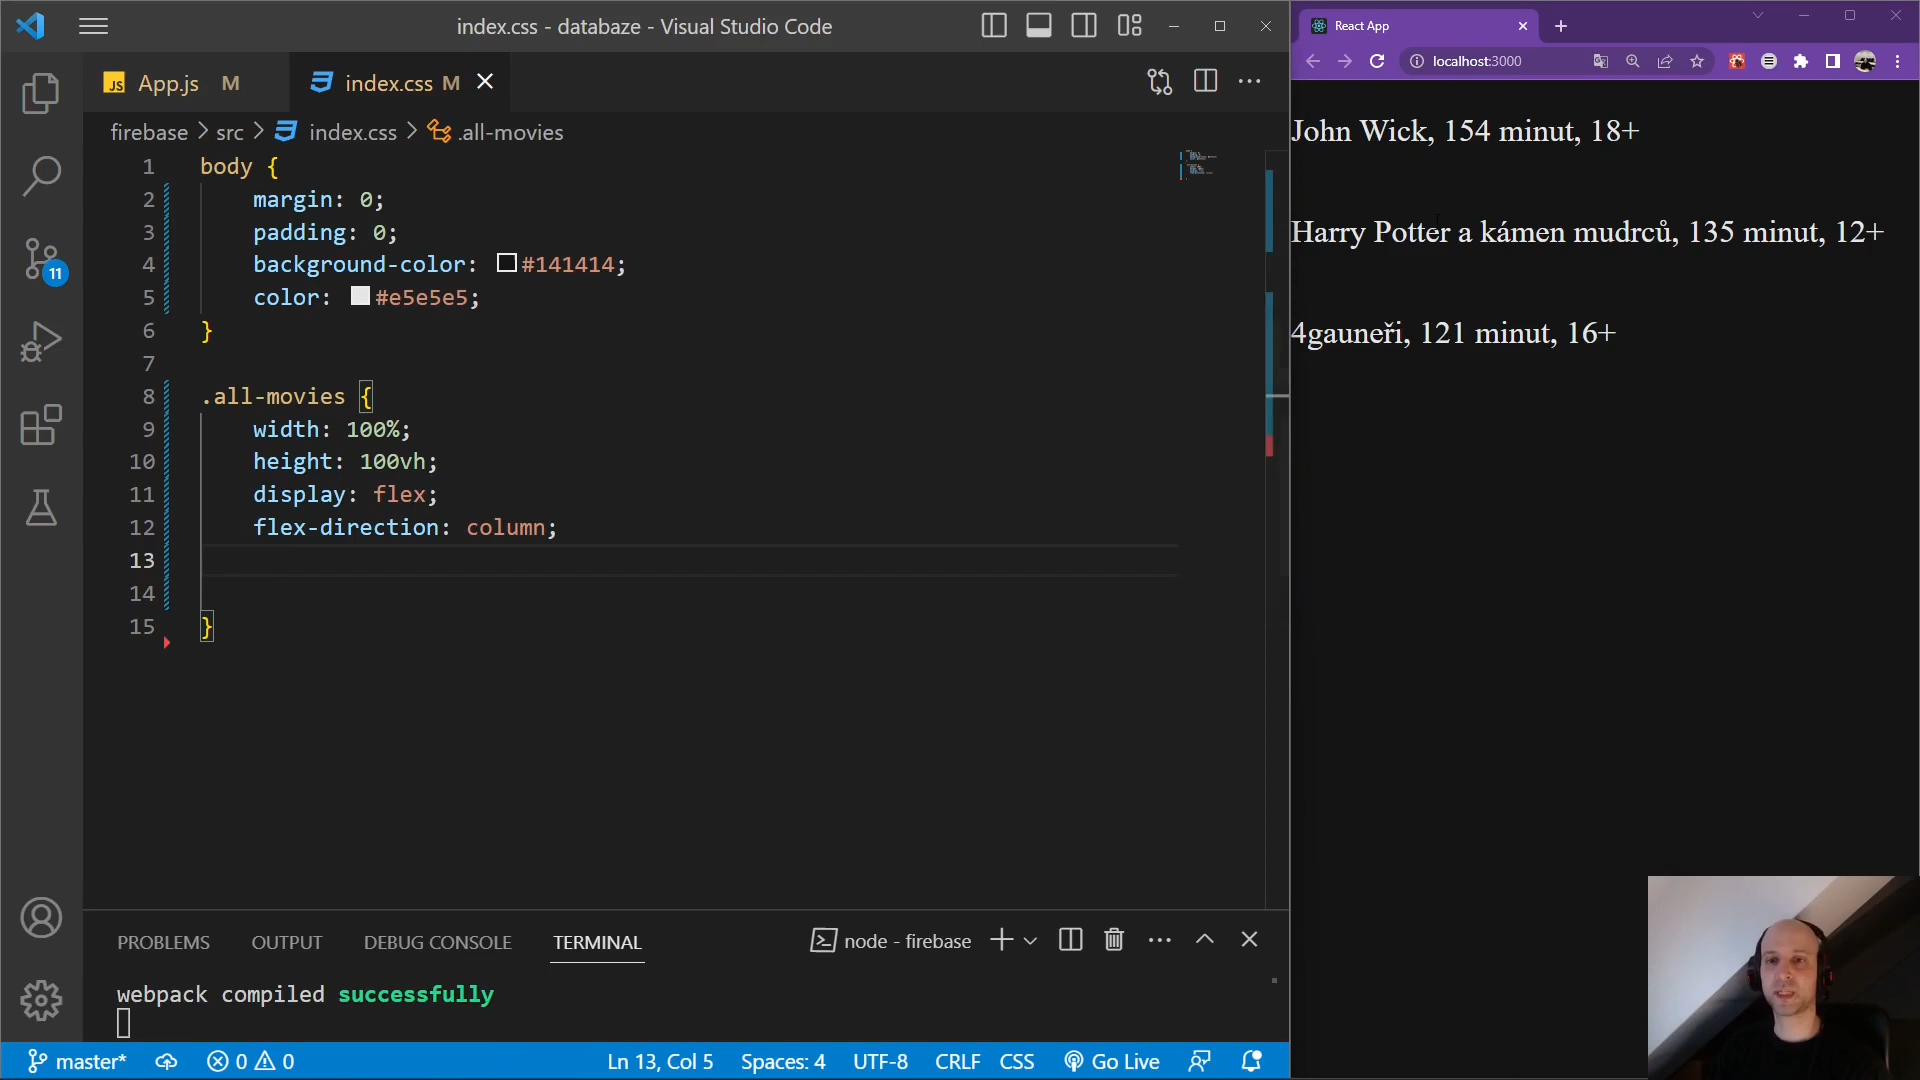 index.css - databaze - Visual Studio Code
JS App.js M
index.css M
firebase > src > index.css > .all-movies
1 body {
2 margin: 0;
3 padding: 0;
4 background-color: #141414;
5 color: #e5e5e5;
6 }
7
8 .all-movies {
9 width: 100%;
10 height: 100vh;
11 display: flex;
12 flex-direction: column;
13
14
15 }
11
PROBLEMS OUTPUT DEBUG CONSOLE TERMINAL
node - firebase
webpack compiled successfully
master* 0 0 Ln 13, Col 5 Spaces: 4 UTF-8 CRLF CSS Go Live
React App
localhost:3000
John Wick, 154 minut, 18+
Harry Potter a kámen mudrců, 135 minut, 12+
4gauneři, 121 minut, 16+